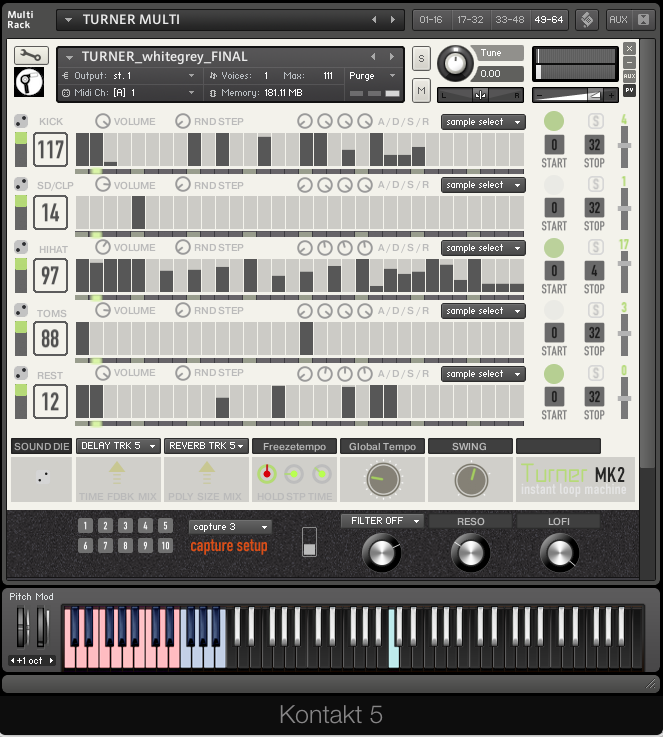 Multi Rack TURNER MULTI 01-16 17-32 33-48 49-64 AUX
TURNER_whitegrey_FINAL
Output: st. 1 Voices: 1 Max: 111 Purge
Midi Ch: [A] 1 Memory: 181.11 MB
S
M
Tune
0.00
L R
AUX
PV
KICK VOLUME RND STEP A / D / S / R sample select S 4
117 0 32
START STOP
SD/CLP VOLUME RND STEP A / D / S / R sample select S 1
14 0 32
START STOP
HIHAT VOLUME RND STEP A / D / S / R sample select S 17
97 0 4
START STOP
TOMS VOLUME RND STEP A / D / S / R sample select S 3
88 0 32
START STOP
REST VOLUME RND STEP A / D / S / R sample select S 6
12 0 32
START STOP
SOUND DIE DELAY TRK 5 REVERB TRK 5 Freezetempo Global Tempo SWING
Turner MK2
instant loop machine
TIME FDBK MIX PDLY SIZE MIX HOLD STP TIME
1 2 3 4 5
6 7 8 9 10
capture 3
capture setup
FILTER OFF RESO LOFI
Pitch Mod
+1 oct
Kontakt 5